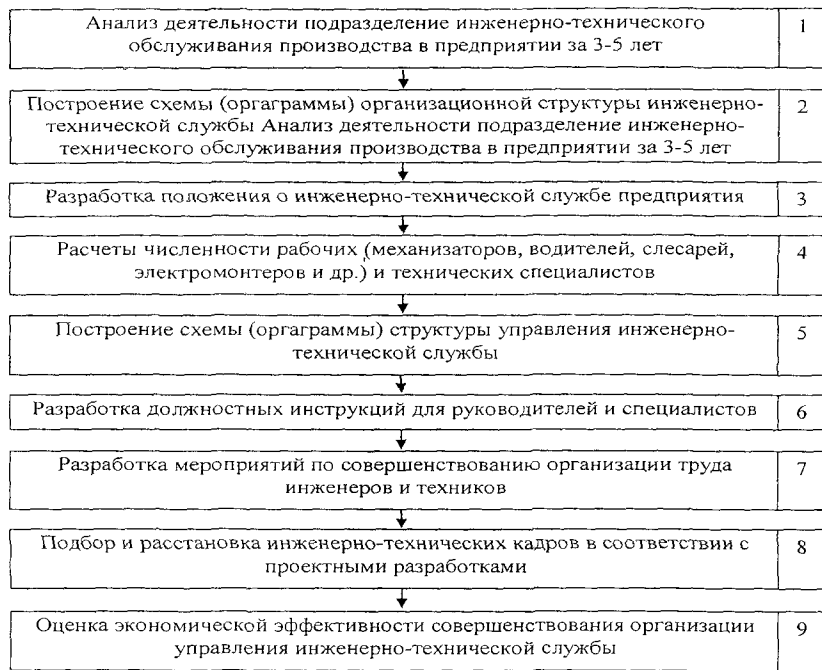 Анализ деятельности подразделение инженерно-технического
обслуживания производства в предприятии за 3-5 лет
1
Построение схемы (оргаграммы) организационной структуры инженерно-
технической службы Анализ деятельности подразделение инженерно-
технического обслуживания производства в предприятии за 3-5 лет
2
Разработка положения о инженерно-технической службе предприятия
3
Расчеты численности рабочих (механизаторов, водителей, слесарей,
электромонтеров и др.) и технических специалистов
4
Построение схемы (оргаграммы) структуры управления инженерно-
технической службы
5
Разработка должностных инструкций для руководителей и специалистов
6
Разработка мероприятий по совершенствованию организации труда
инженеров и техников
7
Подбор и расстановка инженерно-технических кадров в соответствии с
проектными разработками
8
Оценка экономической эффективности совершенствования организации
управления инженерно-технической службы
9